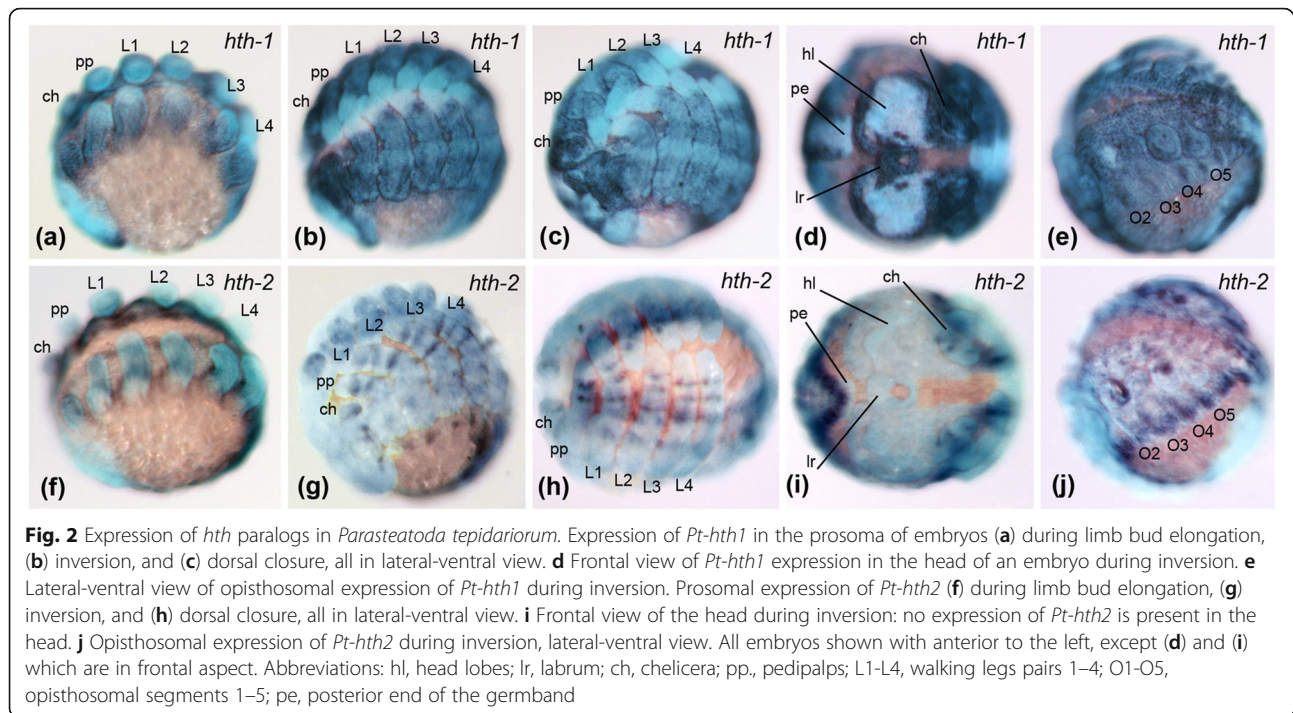 L1 L2 hth-1
pp
L3
ch
L4
(a)
L2 L3 hth-1
L1
pp
L4
ch
(b)
L3 hth-1
L2
L4
L1
pp
ch
(c)
ch hth-1
hl
pe
lr
(d)
hth-1
O5
O4
O3
O2
(e)
L1 L2 L3 hth-2
pp
L4
ch
(f)
hth-2
L4
L3
L2
L1
pp
ch
(g)
hth-2
ch
pp
L1 L2 L3 L4
(h)
ch hth-2
hl
pe
lr
(i)
hth-2
O5
O4
O3
O2
(j)
Fig. 2 Expression of hth paralogs in Parasteatoda tepidariorum. Expression of Pt-hth1 in the prosoma of embryos (a) during limb bud elongation,
(b) inversion, and (c) dorsal closure, all in lateral-ventral view. d Frontal view of Pt-hth1 expression in the head of an embryo during inversion. e
Lateral-ventral view of opisthosomal expression of Pt-hth1 during inversion. Prosomal expression of Pt-hth2 (f) during limb bud elongation, (g)
inversion, and (h) dorsal closure, all in lateral-ventral view. i Frontal view of the head during inversion: no expression of Pt-hth2 is present in the
head. j Opisthosomal expression of Pt-hth2 during inversion, lateral-ventral view. All embryos shown with anterior to the left, except (d) and (i)
which are in frontal aspect. Abbreviations: hl, head lobes; lr, labrum; ch, chelicera; pp., pedipalps; L1-L4, walking legs pairs 1–4; O1-O5,
opisthosomal segments 1–5; pe, posterior end of the germband